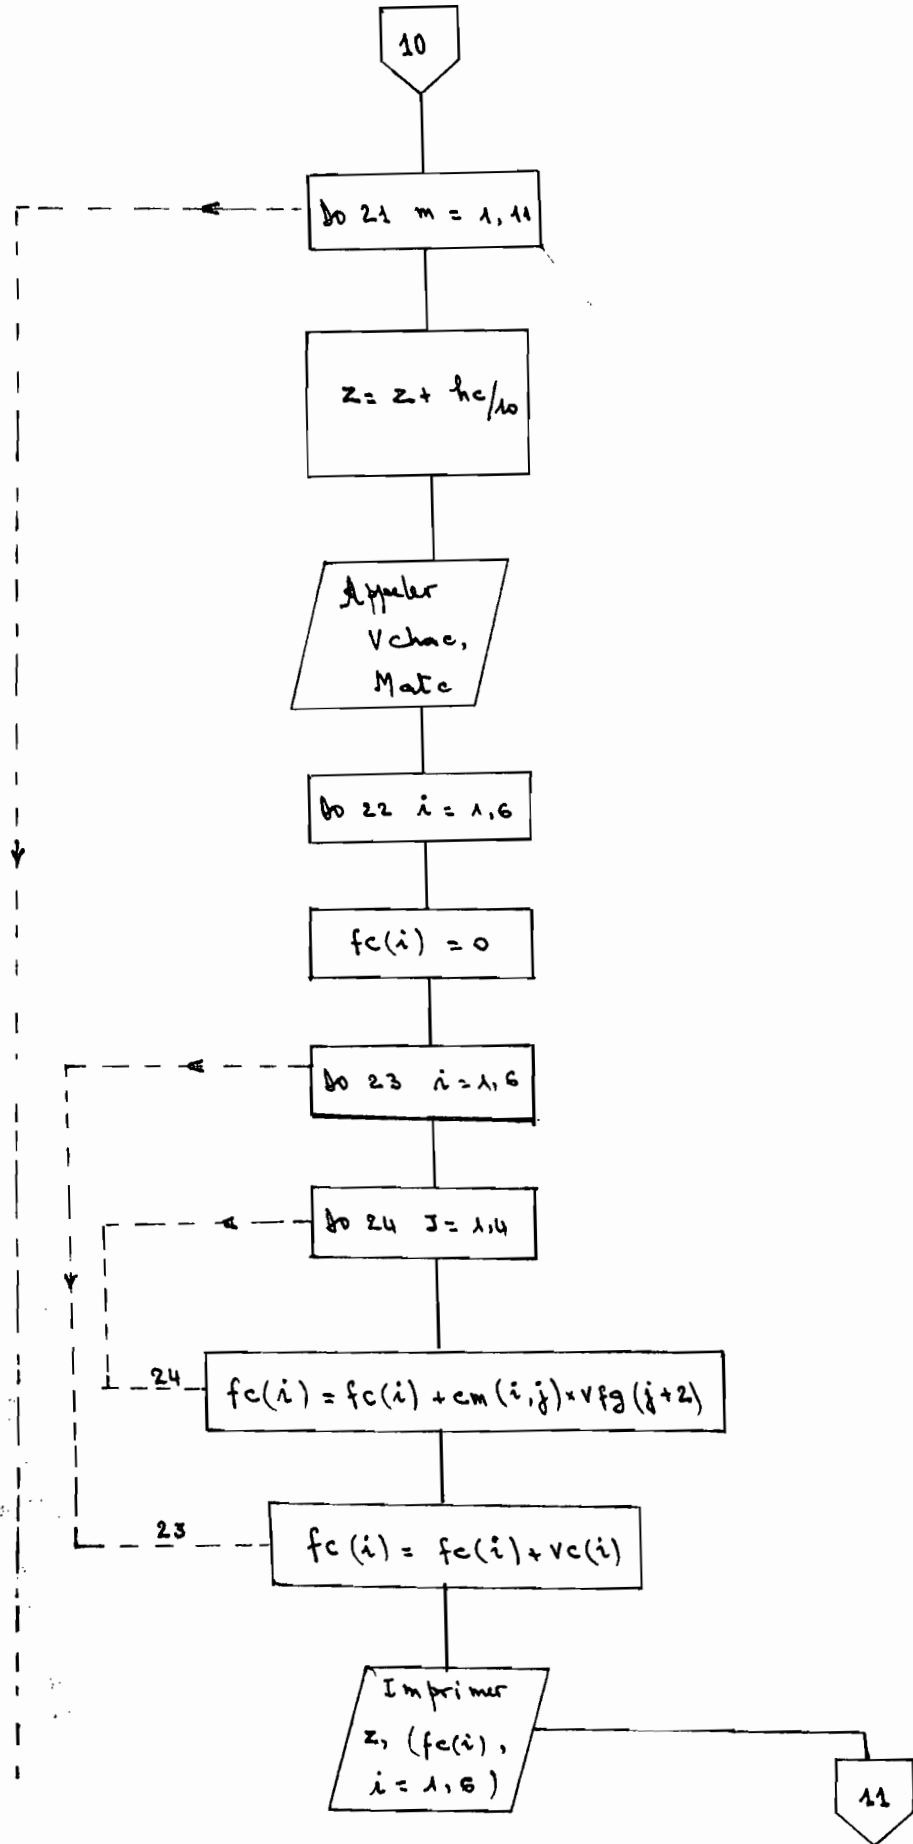 10
Do 21 m = 1, 11
z = z + hc/10
Appeler
Vchac,
Matc
Do 22 i = 1, 6
fc(i) = 0
Do 23 i = 1, 6
Do 24 J = 1, 4
24
fc(i) = fc(i) + cm(i,j) * vfg(j+2)
23
fc(i) = fc(i) + vc(i)
Imprimer
z, (fc(i),
i = 1, 6)
11